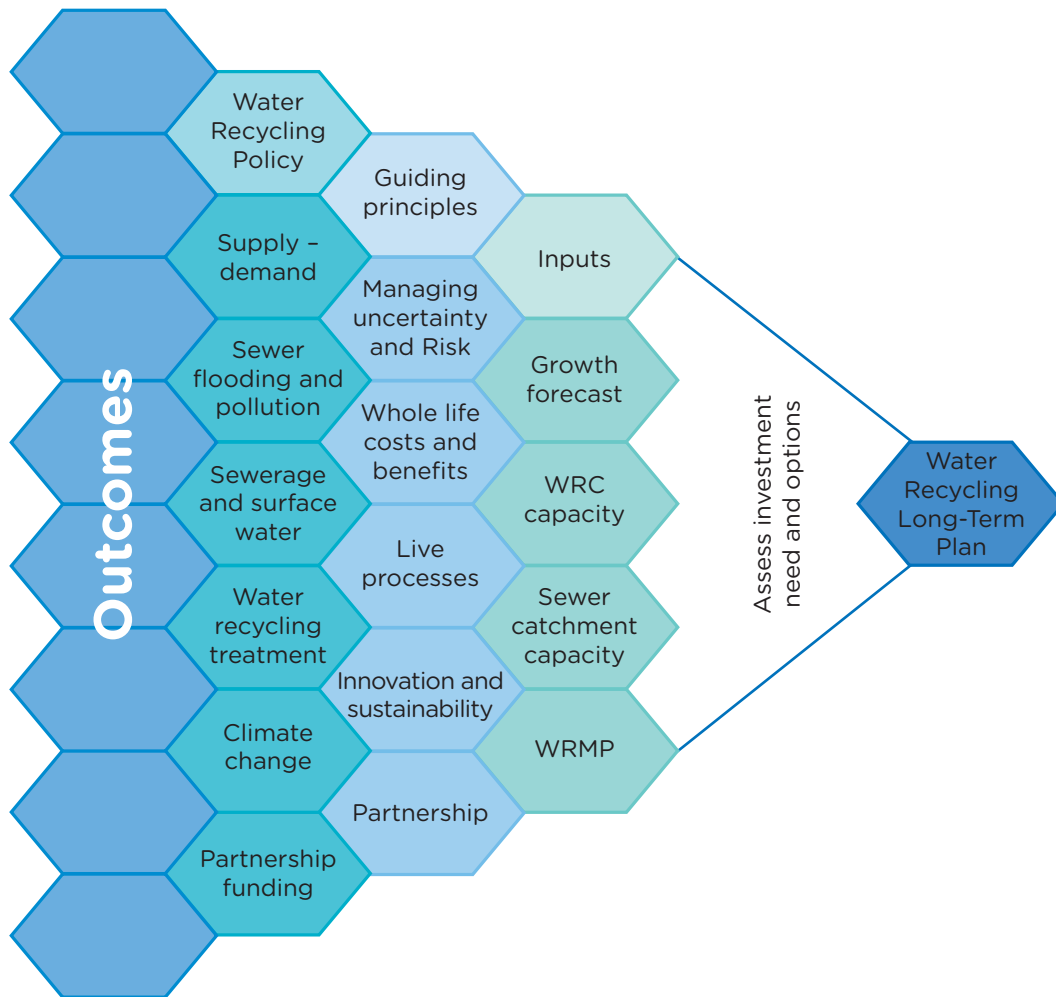 Outcomes
Water
Recycling
Policy
Supply –
demand
Sewer
flooding and
pollution
Sewerage
and surface
water
Water
recycling
treatment
Climate
change
Partnership
funding
Guiding
principles
Managing
uncertainty
and Risk
Whole life
costs and
benefits
Live
processes
Innovation and
sustainability
Partnership
Inputs
Growth
forecast
WRC
capacity
Sewer
catchment
capacity
WRMP
Assess investment
need and options
Water
Recycling
Long-Term
Plan